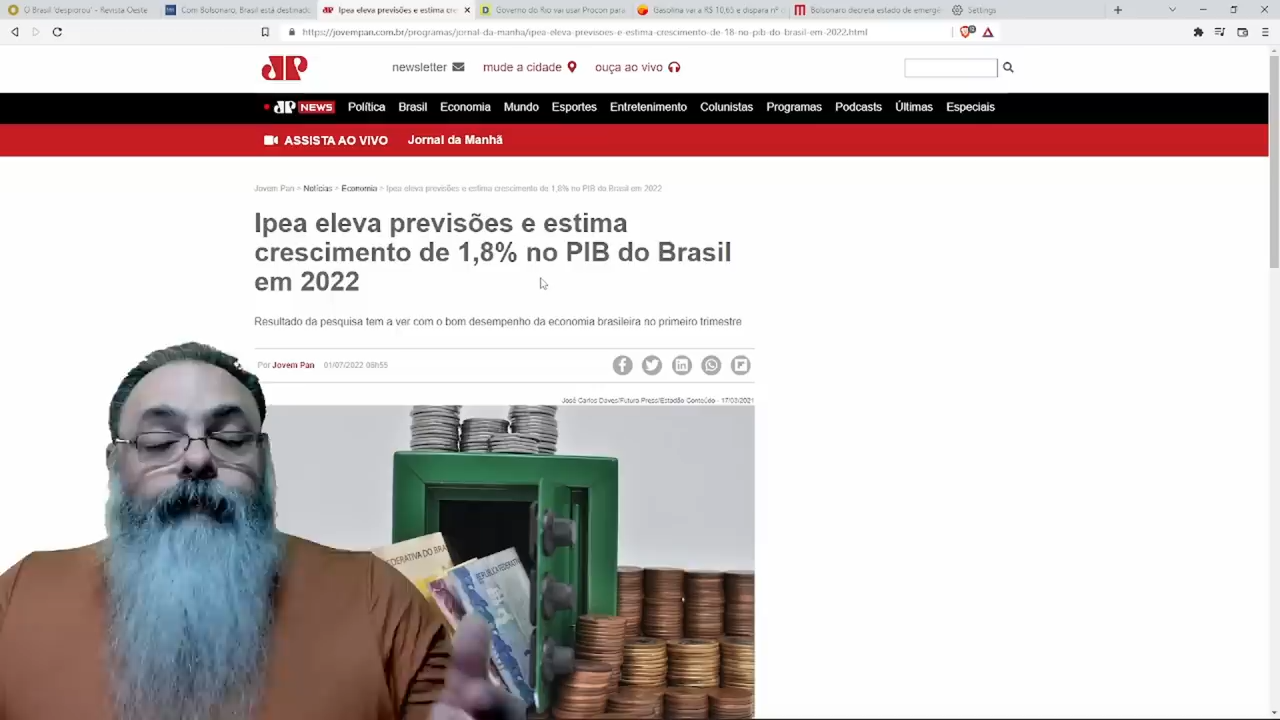 O Brasil 'despiorou' - Revista Oeste
Com Bolsonaro, Brasil está destinado
Ipea eleva previsões e estima cre
Governo do Rio vai usar Procon para
Gasolina vai a R$ 10,65 e dispara nº
Bolsonaro decreta estado de emergê
Settings
https://jovempan.com.br/programas/jornal-da-manha/ipea-eleva-previsoes-e-estima-crescimento-de-18-no-pib-do-brasil-em-2022.html
JP
newsletter
mude a cidade
ouça ao vivo
JP NEWS
Política
Brasil
Economia
Mundo
Esportes
Entretenimento
Colunistas
Programas
Podcasts
Últimas
Especiais
ASSISTA AO VIVO
Jornal da Manhã
Jovem Pan > Notícias > Economia > Ipea eleva previsões e estima crescimento de 1,8% no PIB do Brasil em 2022
Ipea eleva previsões e estima
crescimento de 1,8% no PIB do Brasil
em 2022
Resultado da pesquisa tem a ver com o bom desempenho da economia brasileira no primeiro trimestre
Por Jovem Pan 01/07/2022
José Carlos Daves/Futura Press/Estadão Conteúdo - 17/03/2021